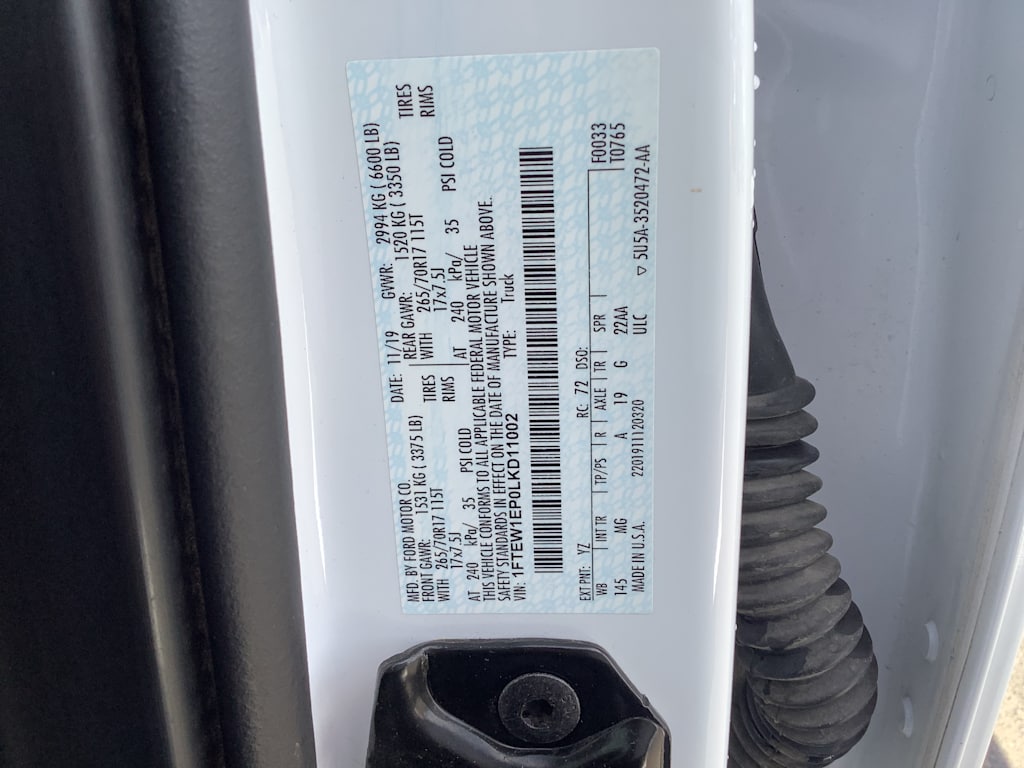 MFD. BY FORD MOTOR CO. DATE: 11/19 GVWR: 2994 KG ( 6600 LB)
FRONT GAWR: 1531 KG ( 3375 LB) REAR GAWR: 1520 KG ( 3350 LB)
WITH 265/70R17 115T TIRES WITH 265/70R17 115T TIRES
17x7.5J RIMS 17x7.5J RIMS
AT 240 kPa/ 35 PSI COLD AT 240 kPa/ 35 PSI COLD
THIS VEHICLE CONFORMS TO ALL APPLICABLE FEDERAL MOTOR VEHICLE
SAFETY STANDARDS IN EFFECT ON THE DATE OF MANUFACTURE SHOWN ABOVE.
VIN: 1FTEW1EP0LKD11002 TYPE: Truck
F0033
EXT PNT: YZ RC: 72 DSO: T0765
WB INT TR TP/PS R AXLE TR SPR
145 MG A 19 G 22AA
MADE IN U.S.A. 220191112032​0 ULC ▽ 5U5A-3520472-AA